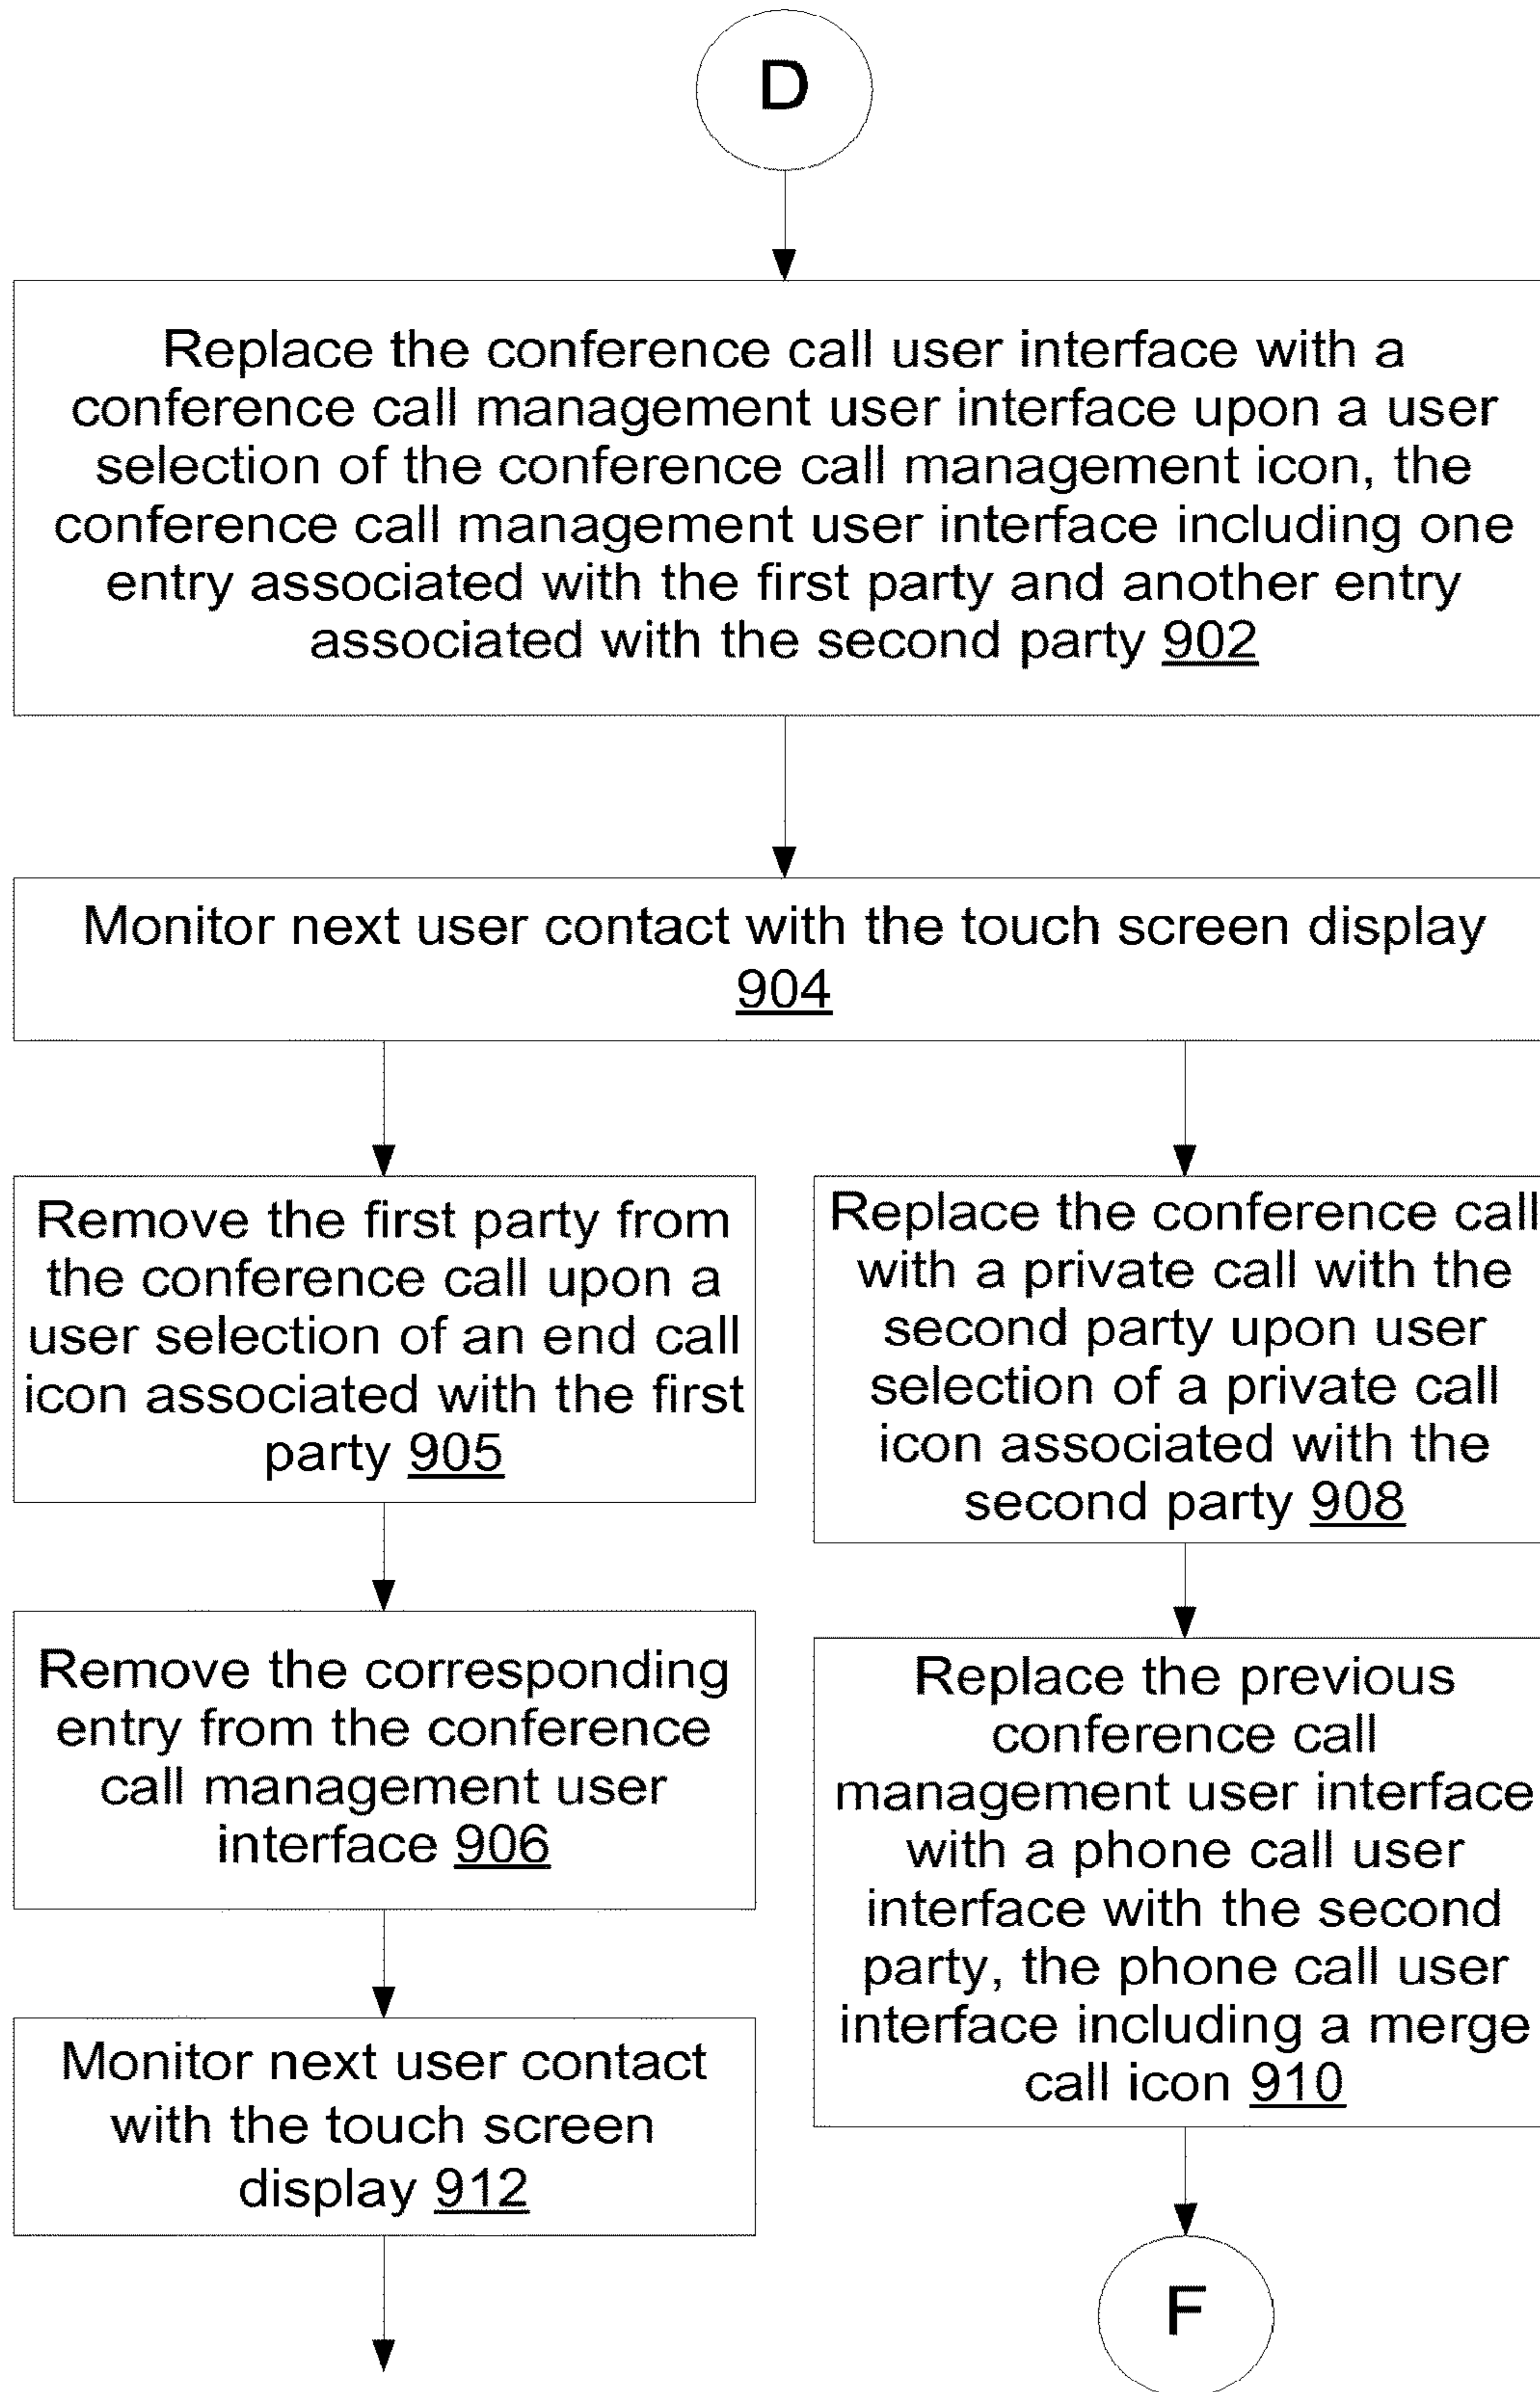 D
Replace the conference call user interface with a
conference call management user interface upon a user
selection of the conference call management icon, the
conference call management user interface including one
entry associated with the first party and another entry
associated with the second party 902
Monitor next user contact with the touch screen display
904
Remove the first party from
the conference call upon a
user selection of an end call
icon associated with the first
party 905
Remove the corresponding
entry from the conference
call management user
interface 906
Monitor next user contact
with the touch screen
display 912
Replace the conference call
with a private call with the
second party upon user
selection of a private call
icon associated with the
second party 908
Replace the previous
conference call
management user interface
with a phone call user
interface with the second
party, the phone call user
interface including a merge
call icon 910
F